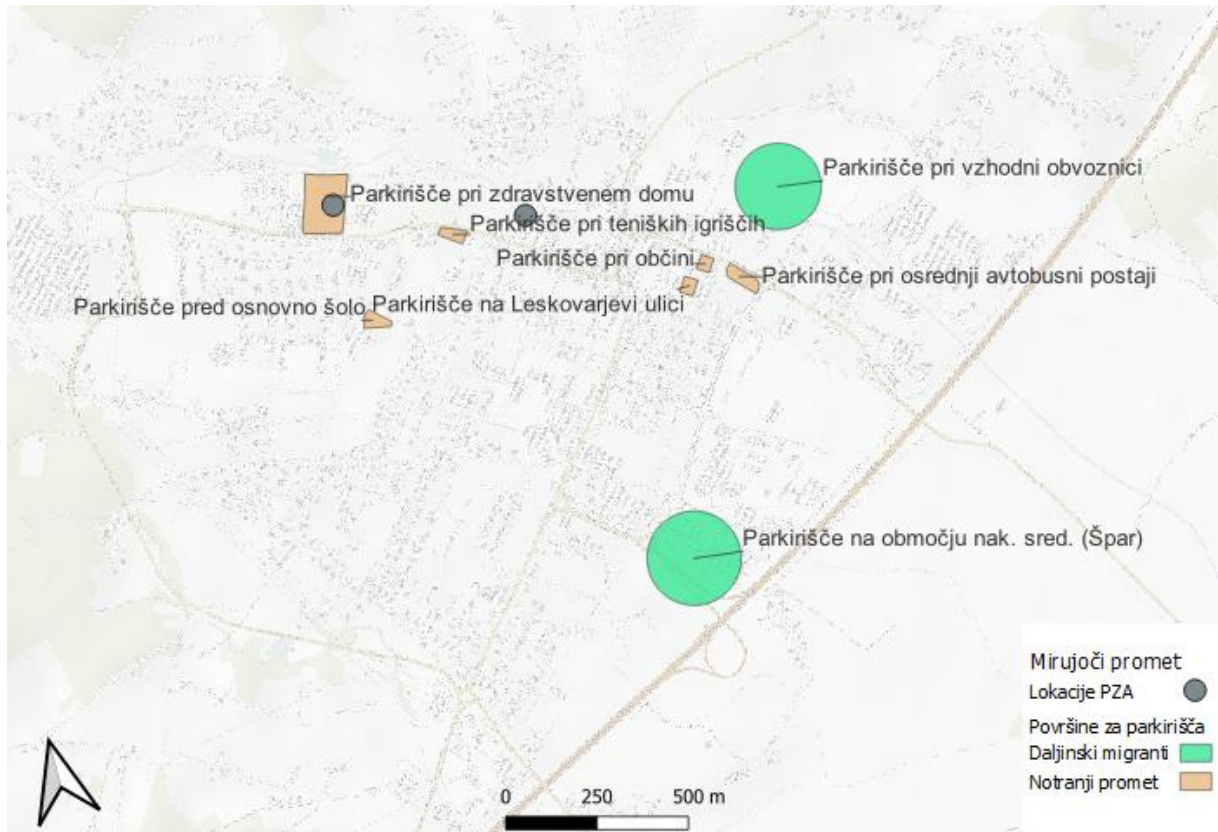 Parkirišče pri vzhodni obvoznici
Parkirišče pri zdravstvenem domu
Parkirišče pri teniških igriščih
Parkirišče pri občini
Parkirišče pri osrednji avtobusni postaji
Parkirišče pred osnovno šolo
Parkirišče na Leskovarjevi ulici
Parkirišče na območju nak. sred. (Špar)
Mirujoči promet
Lokacije PZA
Površine za parkirišča
Daljinski migranti
Notranji promet
0 250 500 m